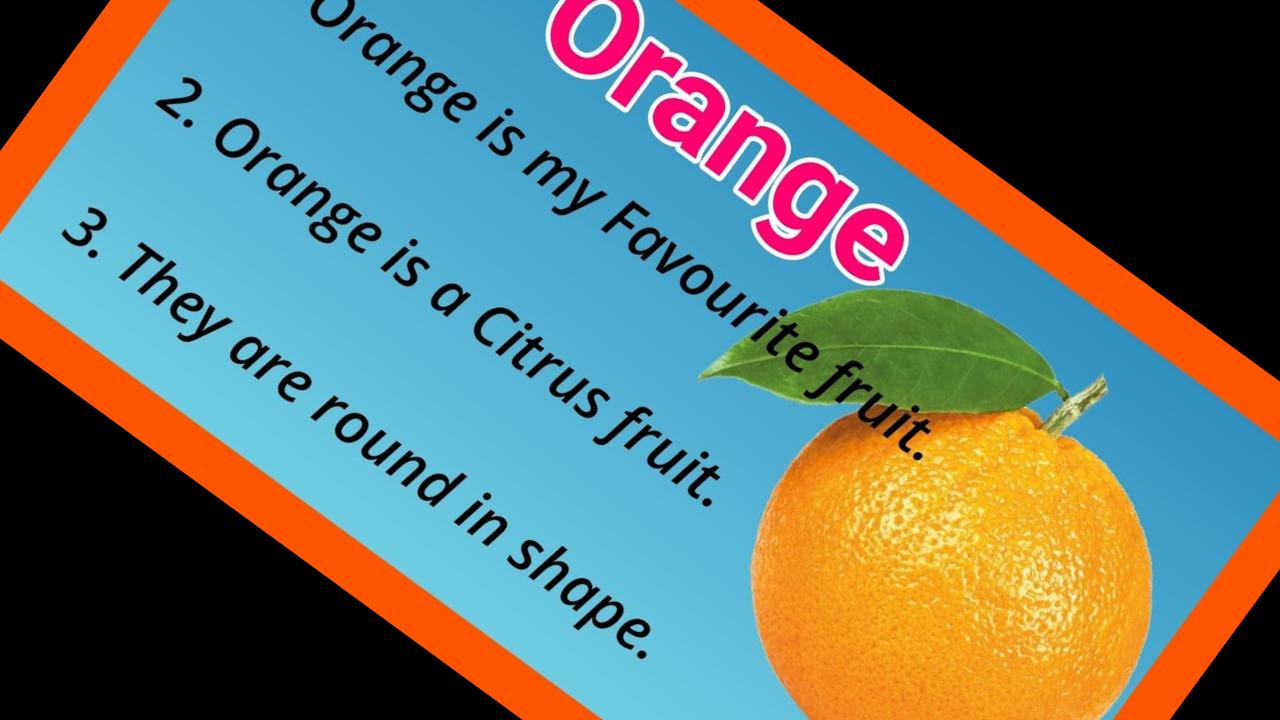 Orange
Orange is my Favourite fruit.
2. Orange is a Citrus fruit.
3. They are round in shape.